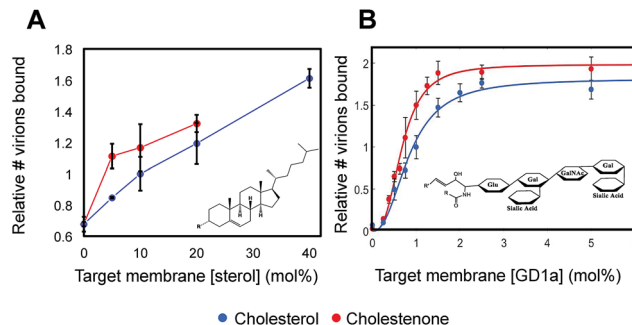 A
Relative # virions bound
1.8
1.6
1.4
1.2
1
0.8
0.6
0
10
20
30
40
R
H
H
H
Target membrane [sterol] (mol%)
B
Relative # virions bound
2
1.5
1
0.5
0
0
1
2
3
4
5
R'
OH
R
NH
O
Glu
Gal
GalNAc
Gal
Sialic Acid
Sialic Acid
Target membrane [GD1a] (mol%)
Cholesterol
Cholestenone